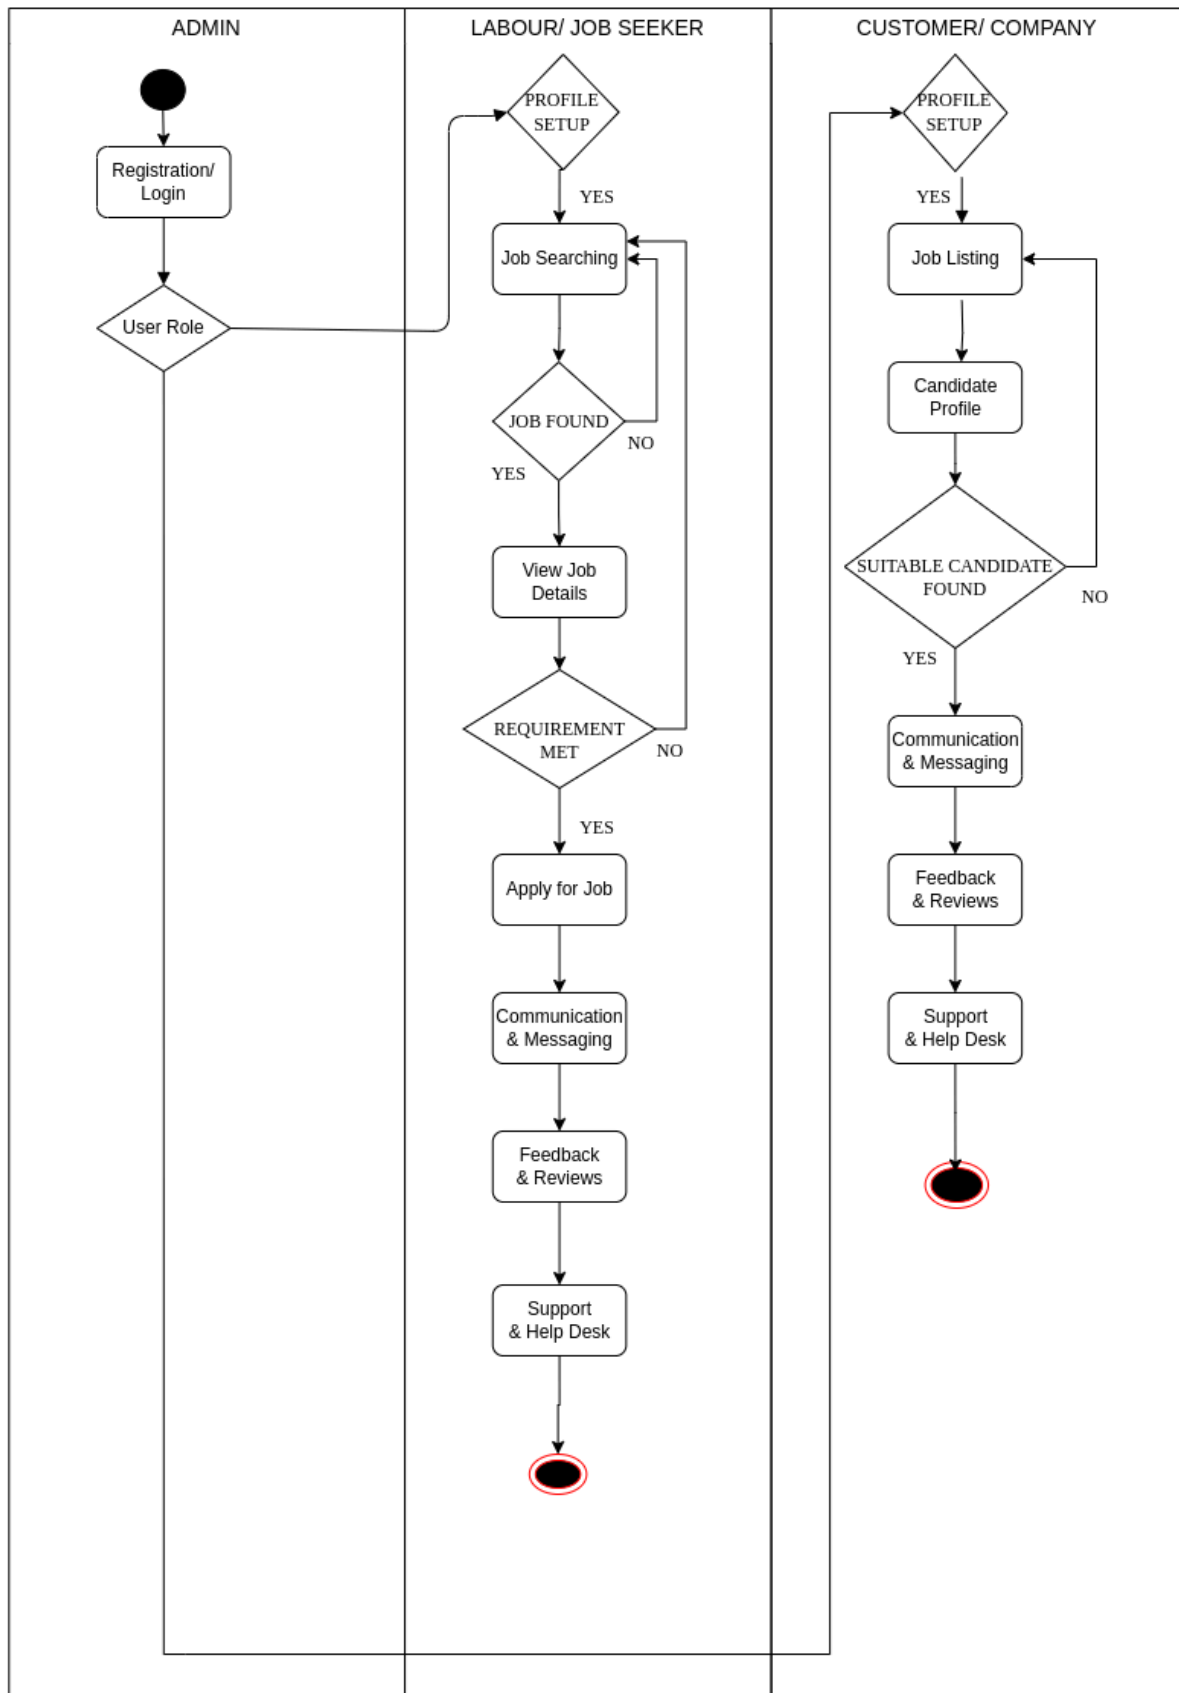 ADMIN
LABOUR/ JOB SEEKER
CUSTOMER/ COMPANY
Registration/
Login
User Role
PROFILE
SETUP
YES
Job Searching
JOB FOUND
NO
YES
View Job
Details
REQUIREMENT
MET
NO
YES
Apply for Job
Communication
& Messaging
Feedback
& Reviews
Support
& Help Desk
PROFILE
SETUP
YES
Job Listing
Candidate
Profile
SUITABLE CANDIDATE
FOUND
NO
YES
Communication
& Messaging
Feedback
& Reviews
Support
& Help Desk